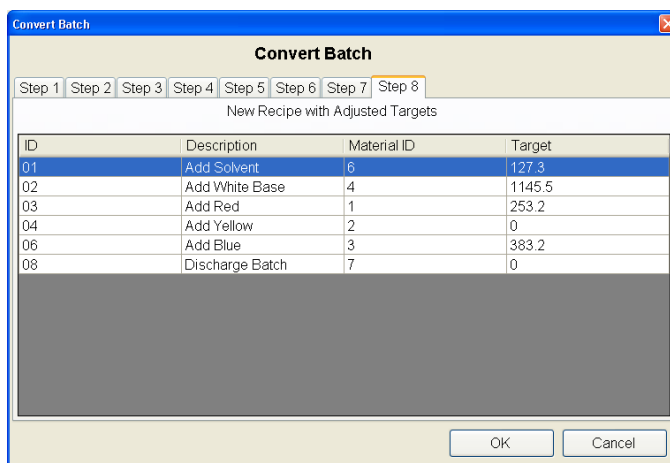 Convert Batch
Convert Batch
Step 1 Step 2 Step 3 Step 4 Step 5 Step 6 Step 7 Step 8
New Recipe with Adjusted Targets
ID Description Material ID Target
01 Add Solvent 6 127.3
02 Add White Base 4 1145.5
03 Add Red 1 253.2
04 Add Yellow 2 0
06 Add Blue 3 383.2
08 Discharge Batch 7 0
OK Cancel